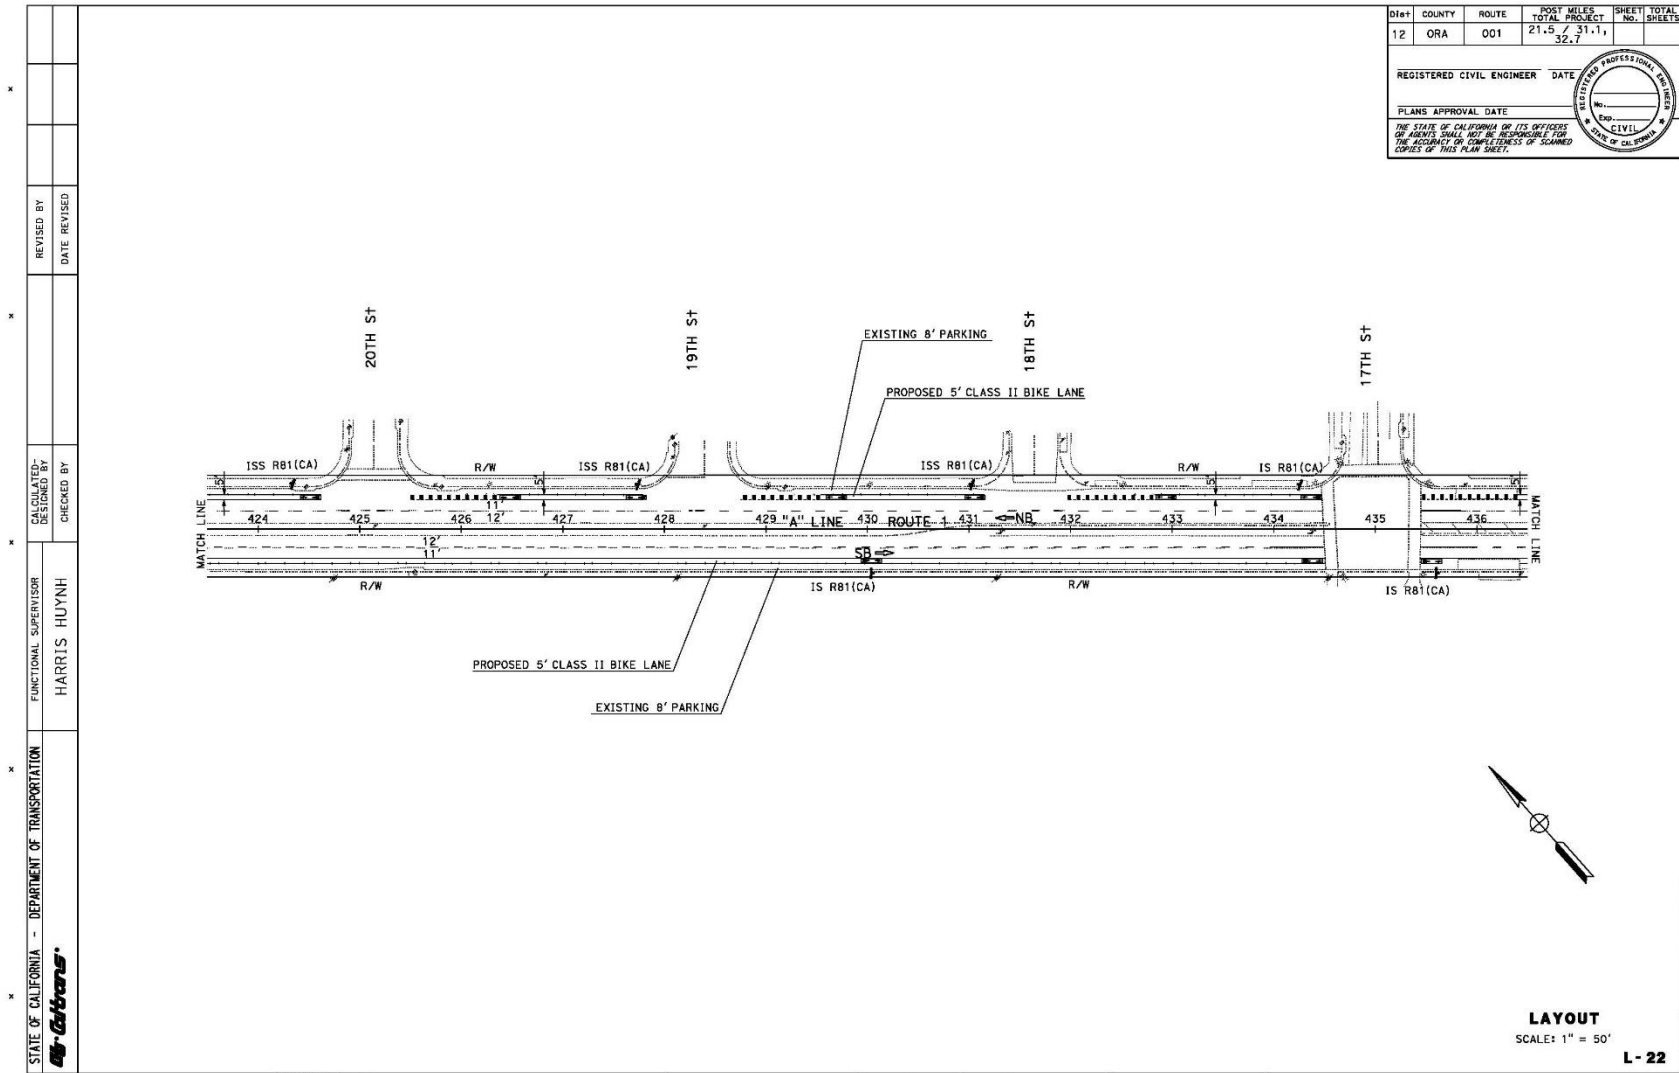 Dist COUNTY ROUTE POST MILES TOTAL PROJECT SHEET No. TOTAL SHEETS
12 ORA 001 21.5 / 31.1, 32.7
REGISTERED CIVIL ENGINEER DATE
PLANS APPROVAL DATE
THE STATE OF CALIFORNIA OR ITS OFFICERS
OR AGENTS SHALL NOT BE RESPONSIBLE FOR
THE ACCURACY OR COMPLETENESS OF SCANNED
COPIES OF THIS PLAN SHEET.
REGISTERED PROFESSIONAL ENGINEER
No.
Exp.
CIVIL
STATE OF CALIFORNIA
REVISED BY
DATE REVISED
CALCULATED-
DESIGNED BY
CHECKED BY
FUNCTIONAL SUPERVISOR
HARRIS HUYNH
STATE OF CALIFORNIA - DEPARTMENT OF TRANSPORTATION
Caltrans
20TH St
19TH St
18TH St
17TH St
EXISTING 8' PARKING
PROPOSED 5' CLASS II BIKE LANE
ISS R81(CA)
R/W
ISS R81(CA)
ISS R81(CA)
R/W
IS R81(CA)
5'
5'
5'
5'
11'
12'
MATCH LINE
424 425 426 427 428 429 "A" LINE 430 ROUTE 1 431 NB 432 433 434 435 436
MATCH LINE
12'
11'
SB
R/W
IS R81(CA)
R/W
IS R81(CA)
PROPOSED 5' CLASS II BIKE LANE
EXISTING 8' PARKING
LAYOUT
SCALE: 1" = 50'
L-22